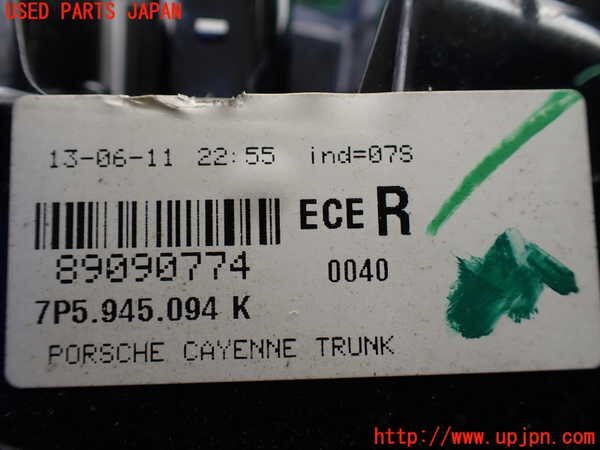 USED PARTS JAPAN
13-06-11 22:55 ind=07S
ECE R
89090774 0040
7P5.945.094 K
PORSCHE CAYENNE TRUNK
http://www.upjpn.com/